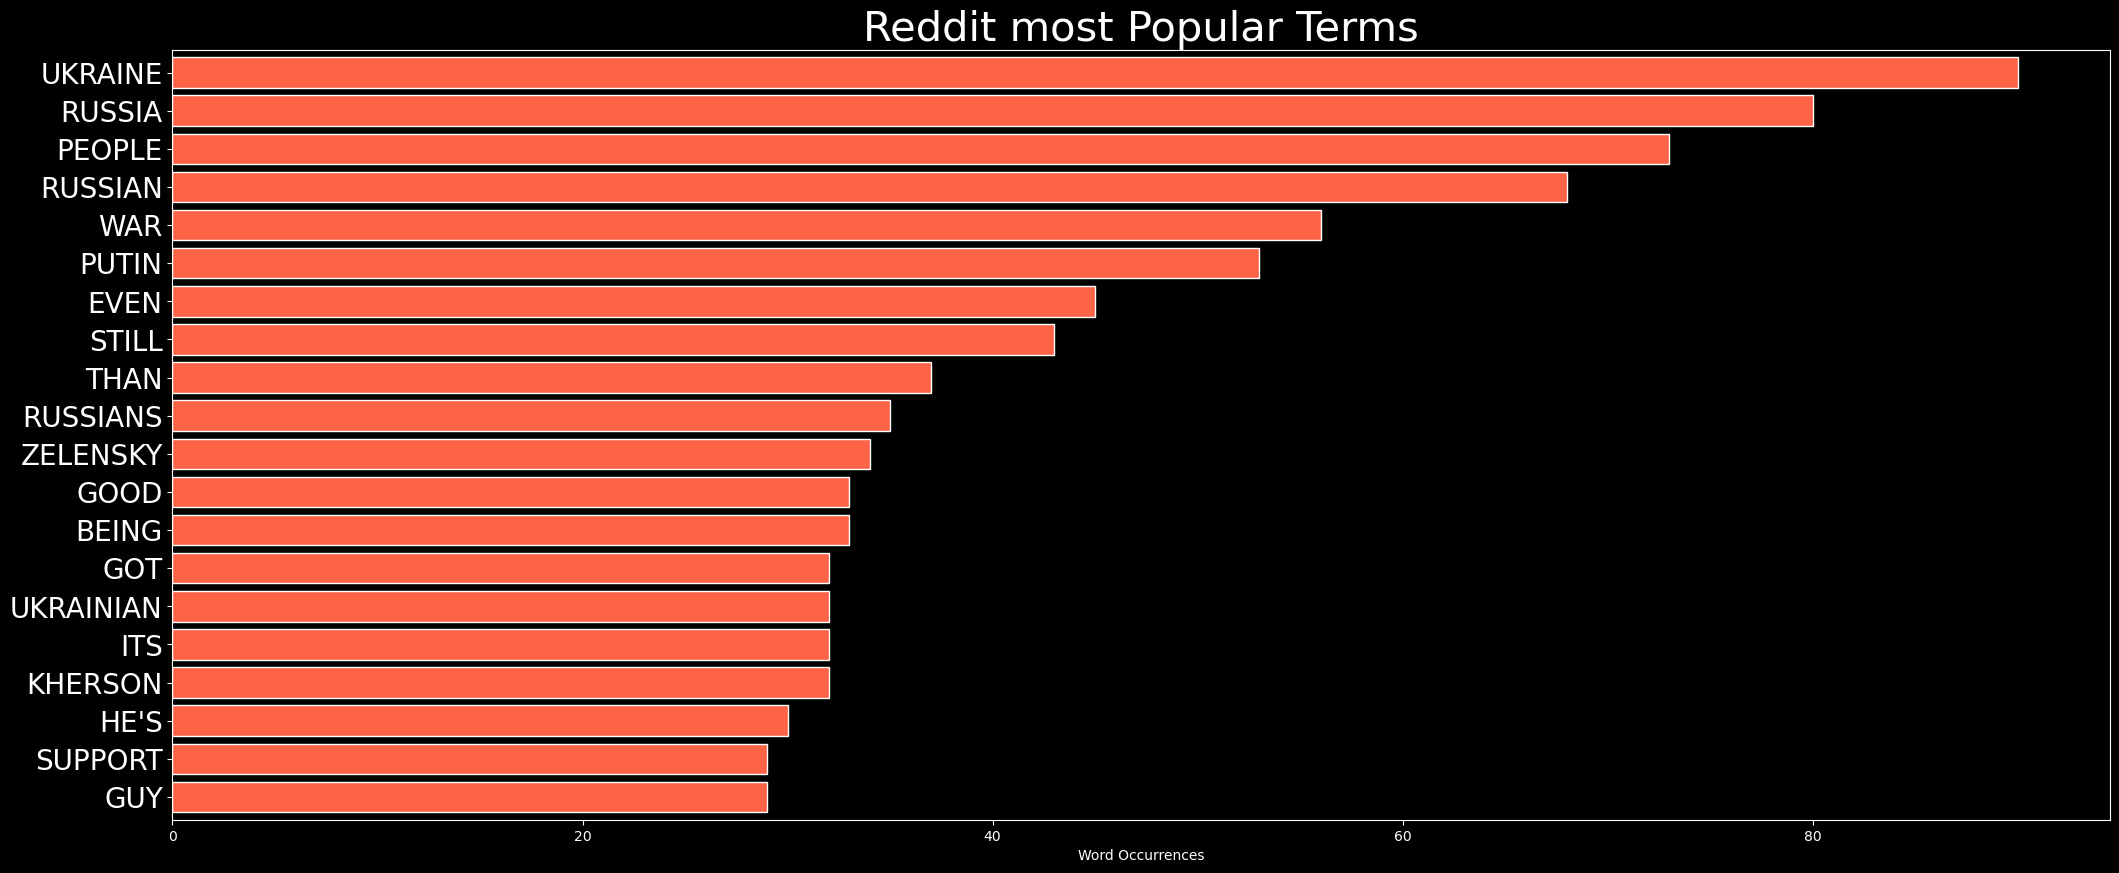 Reddit most Popular Terms
UKRAINE
RUSSIA
PEOPLE
RUSSIAN
WAR
PUTIN
EVEN
STILL
THAN
RUSSIANS
ZELENSKY
GOOD
BEING
GOT
UKRAINIAN
ITS
KHERSON
HE'S
SUPPORT
GUY
0 20 40 60 80
Word Occurrences